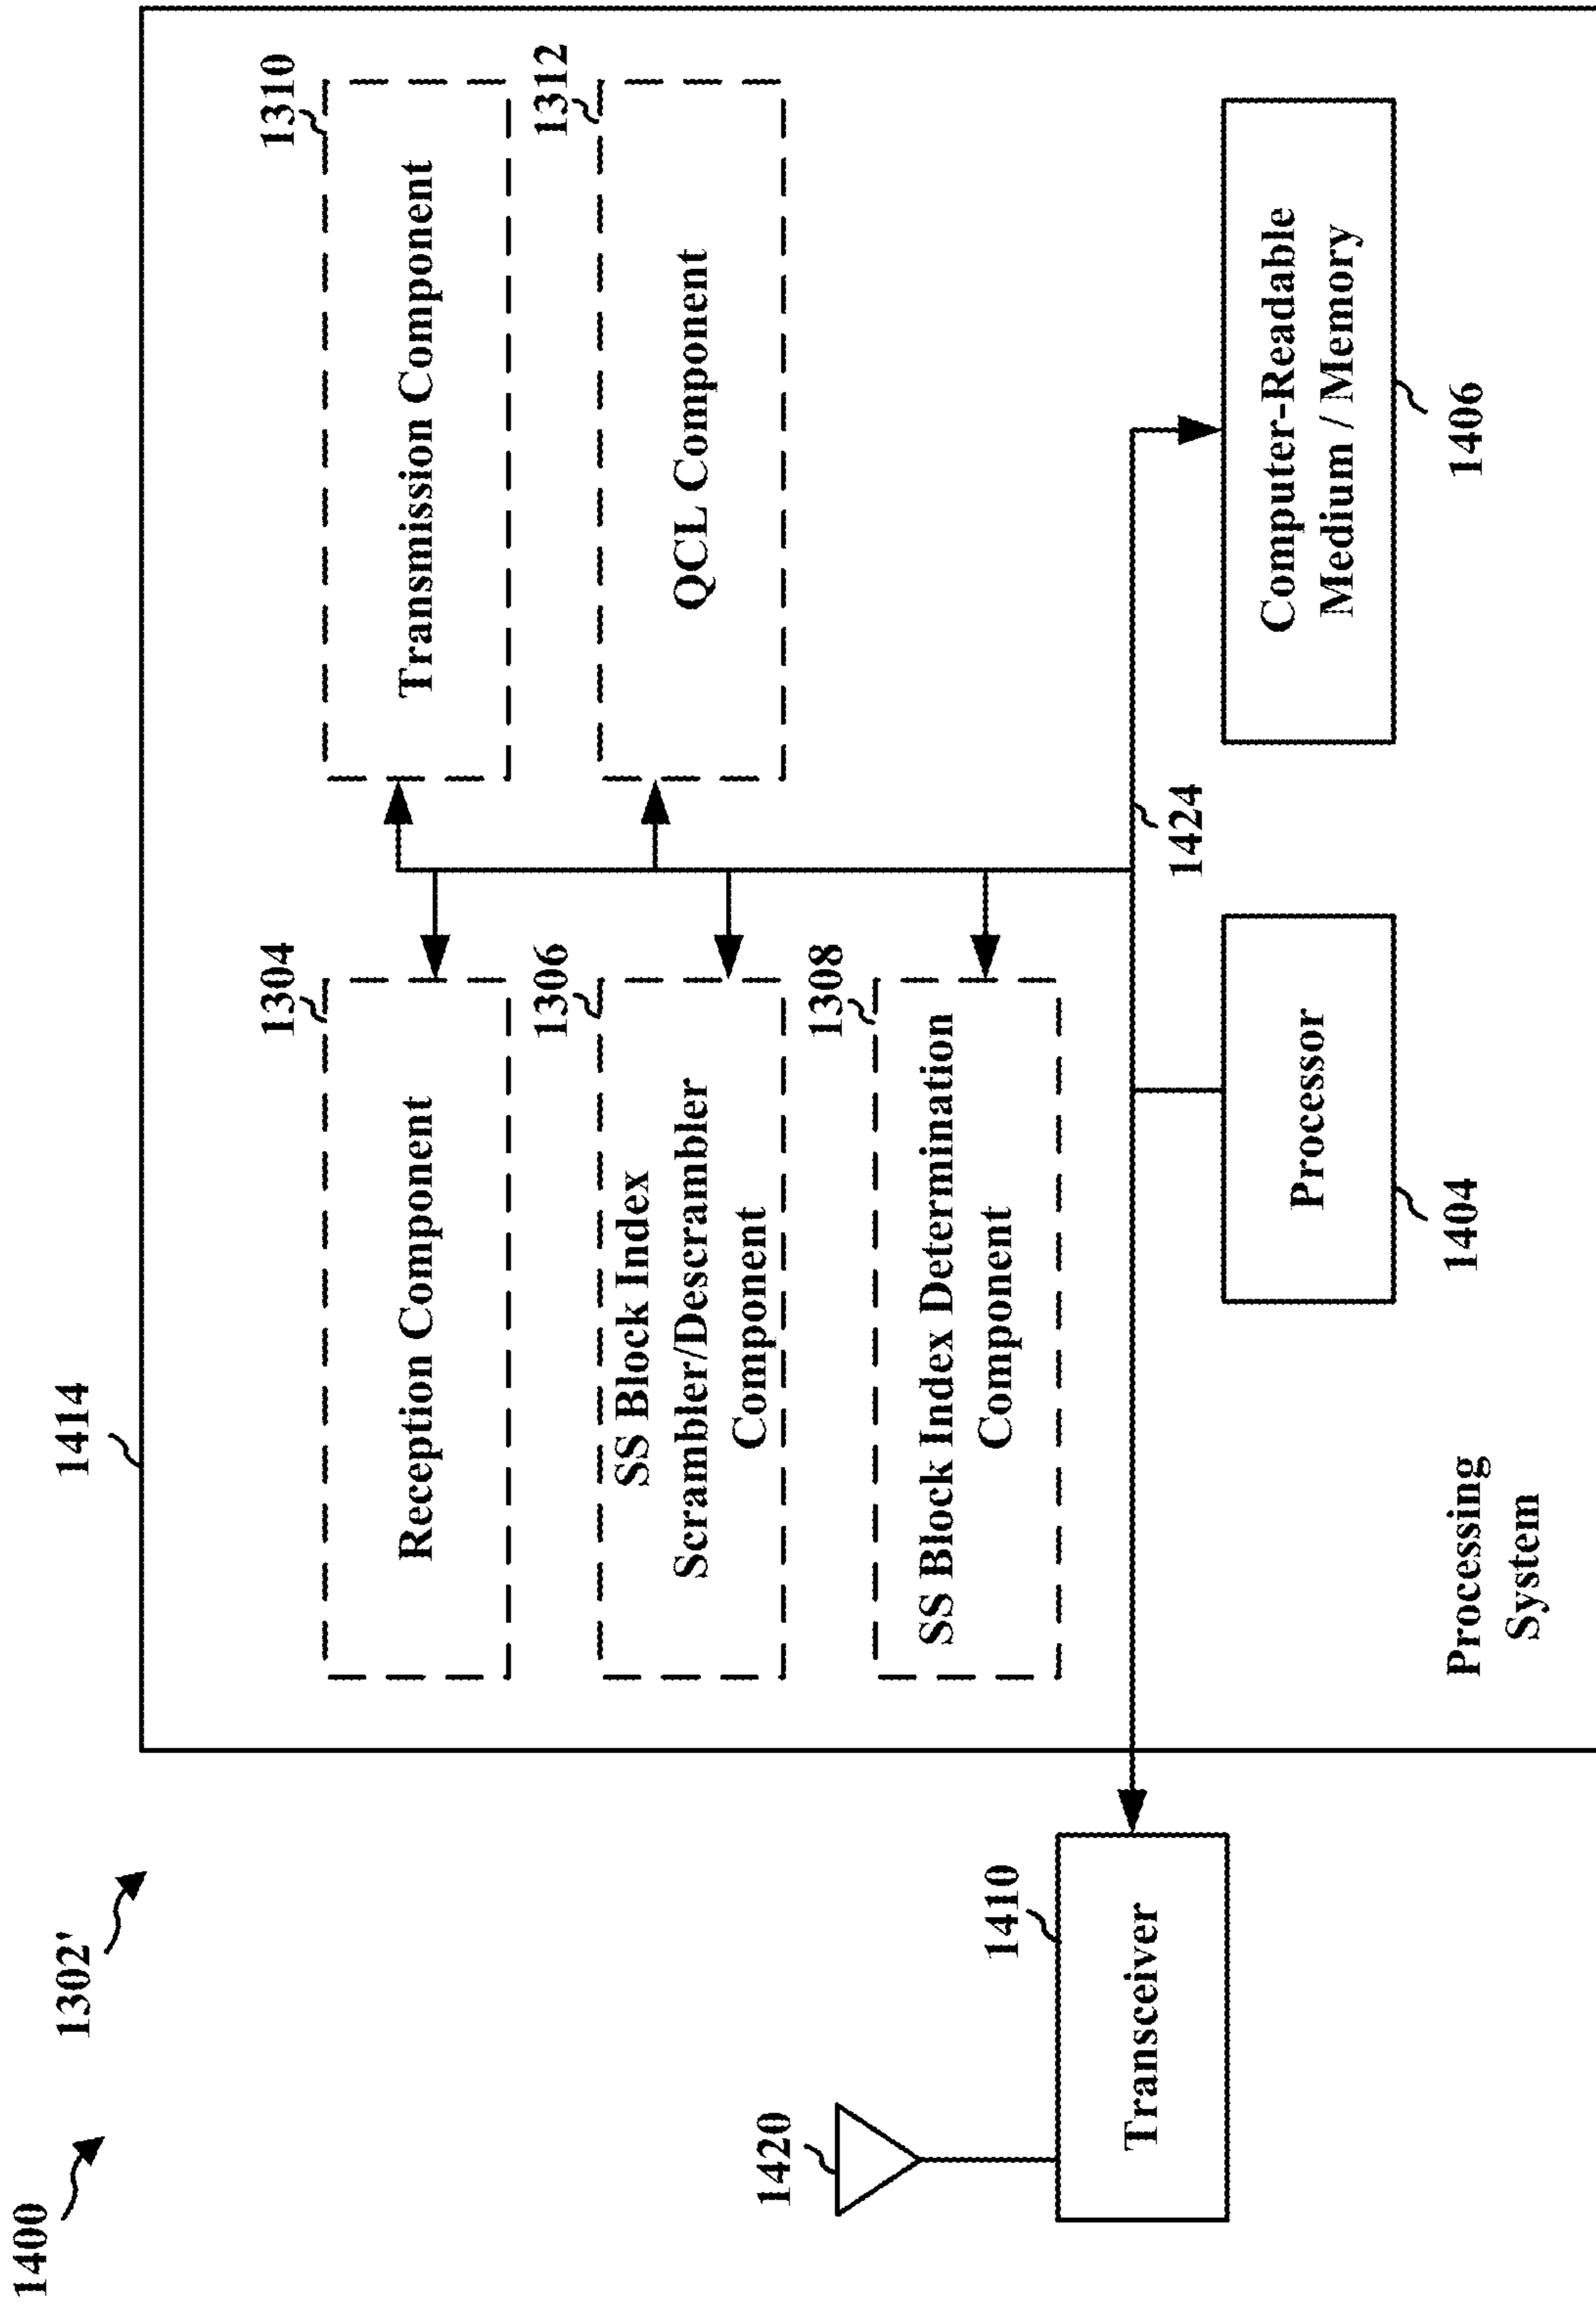 1400
1302'
1414
1304
Reception Component
1310
Transmission Component
1306
SS Block Index
Scrambler/Descrambler
Component
1312
QCL Component
1308
SS Block Index Determination
Component
1420
1410
Transceiver
1424
Processor
1404
Computer-Readable
Medium / Memory
1406
Processing
System